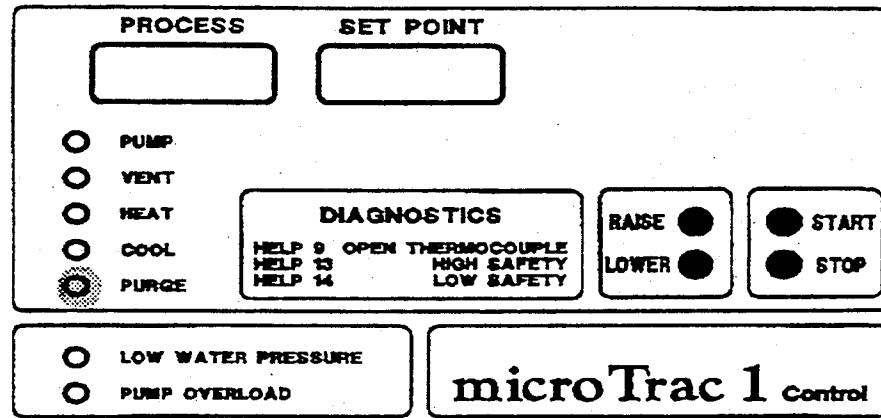 PROCESS
SET POINT
PUMP
VENT
HEAT
COOL
PURGE
DIAGNOSTICS
HELP 9 OPEN THERMOCOUPLE
HELP 13 HIGH SAFETY
HELP 14 LOW SAFETY
RAISE
LOWER
START
STOP
LOW WATER PRESSURE
PUMP OVERLOAD
microTrac 1 Control